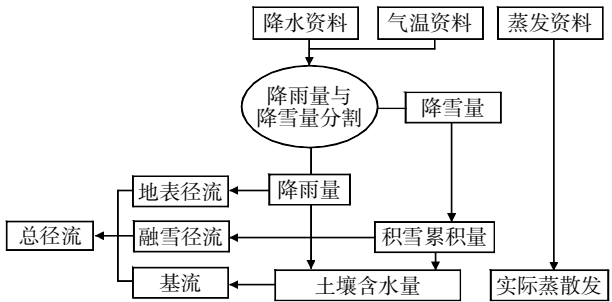 降水资料
气温资料
蒸发资料
降雨量与
降雪量分割
降雪量
地表径流
降雨量
总径流
融雪径流
积雪累积量
基流
土壤含水量
实际蒸散发